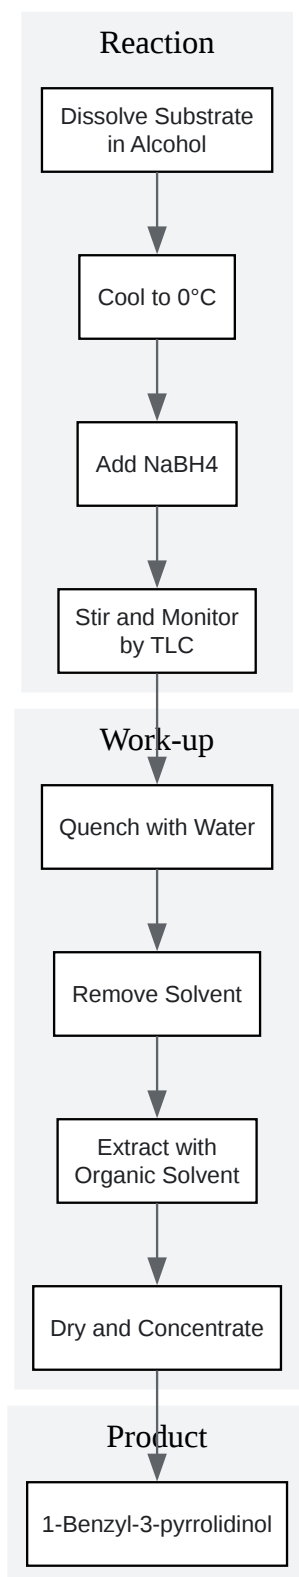 Reaction
Dissolve Substrate
in Alcohol
Cool to 0°C
Add NaBH4
Stir and Monitor
by TLC
Work-up
Quench with Water
Remove Solvent
Extract with
Organic Solvent
Dry and Concentrate
Product
1-Benzyl-3-pyrrolidinol